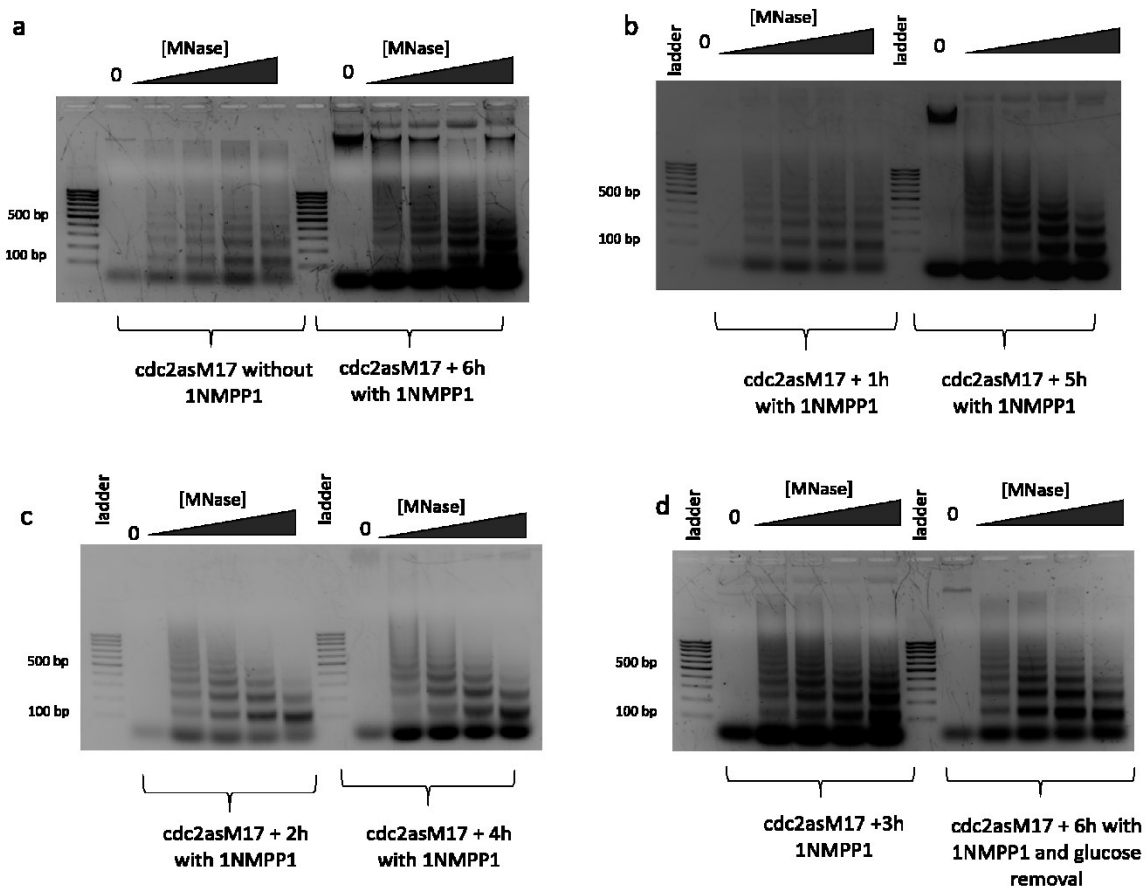 a
[MNase]
[MNase]
0
0
500 bp
100 bp
cdc2asM17 without
1NMPP1
cdc2asM17 + 6h
with 1NMPP1
b
ladder
[MNase]
0
ladder
[MNase]
0
500 bp
100 bp
cdc2asM17 + 1h
with 1NMPP1
cdc2asM17 + 5h
with 1NMPP1
c
ladder
[MNase]
0
ladder
[MNase]
0
500 bp
100 bp
cdc2asM17 + 2h
with 1NMPP1
cdc2asM17 + 4h
with 1NMPP1
d
ladder
[MNase]
0
ladder
[MNase]
0
500 bp
100 bp
cdc2asM17 +3h
1NMPP1
cdc2asM17 + 6h with
1NMPP1 and glucose
removal